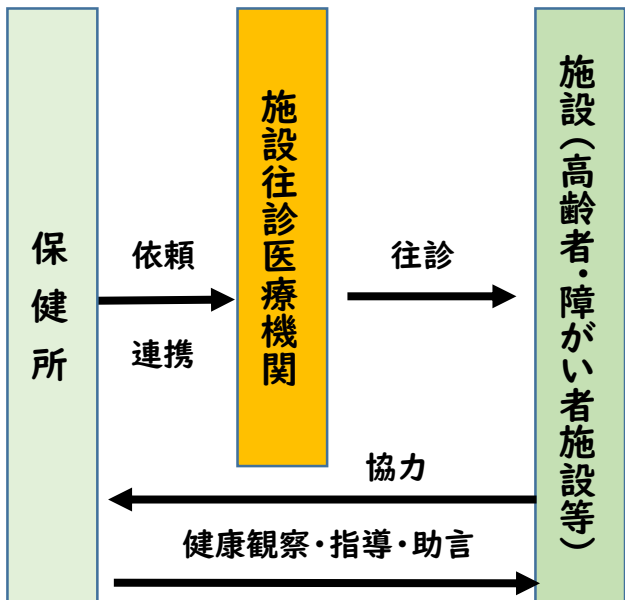 保健所
依頼
連携
施設往診医療機関
往診
施設(高齢者・障がい者施設等)
協力
健康観察・指導・助言